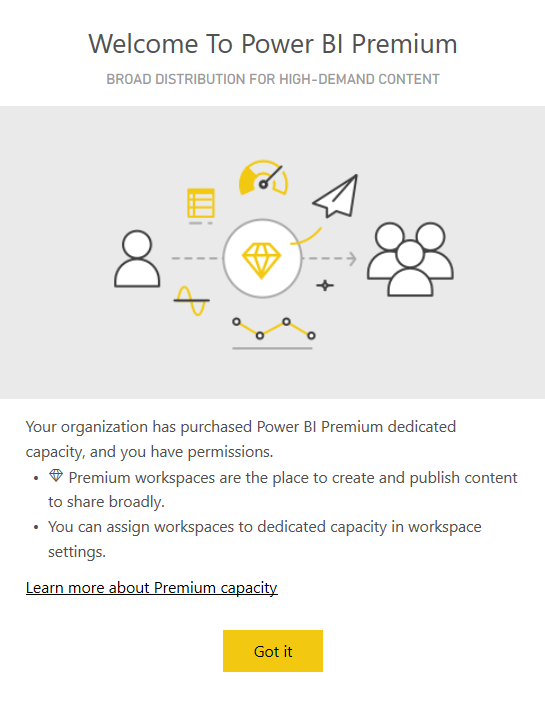 Welcome To Power BI Premium
BROAD DISTRIBUTION FOR HIGH-DEMAND CONTENT
Your organization has purchased Power BI Premium dedicated
capacity, and you have permissions.
• Premium workspaces are the place to create and publish content
to share broadly.
• You can assign workspaces to dedicated capacity in workspace
settings.
Learn more about Premium capacity
Got it